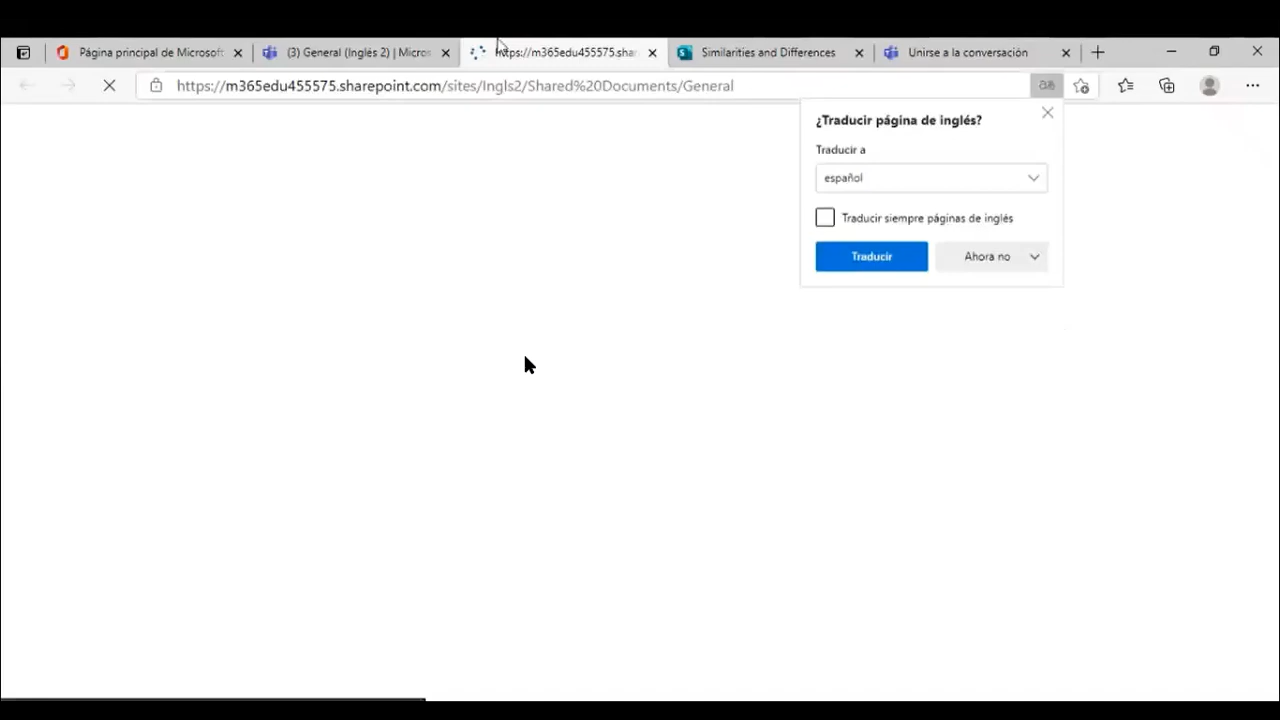 Página principal de Microsoft
(3) General (Inglés 2) | Micros
https://m365edu455575.shar
Similarities and Differences
Unirse a la conversación
https://m365edu455575.sharepoint.com/sites/Ingls2/Shared%20Documents/General
¿Traducir página de inglés?
Traducir a
español
Traducir siempre páginas de inglés
Traducir
Ahora no